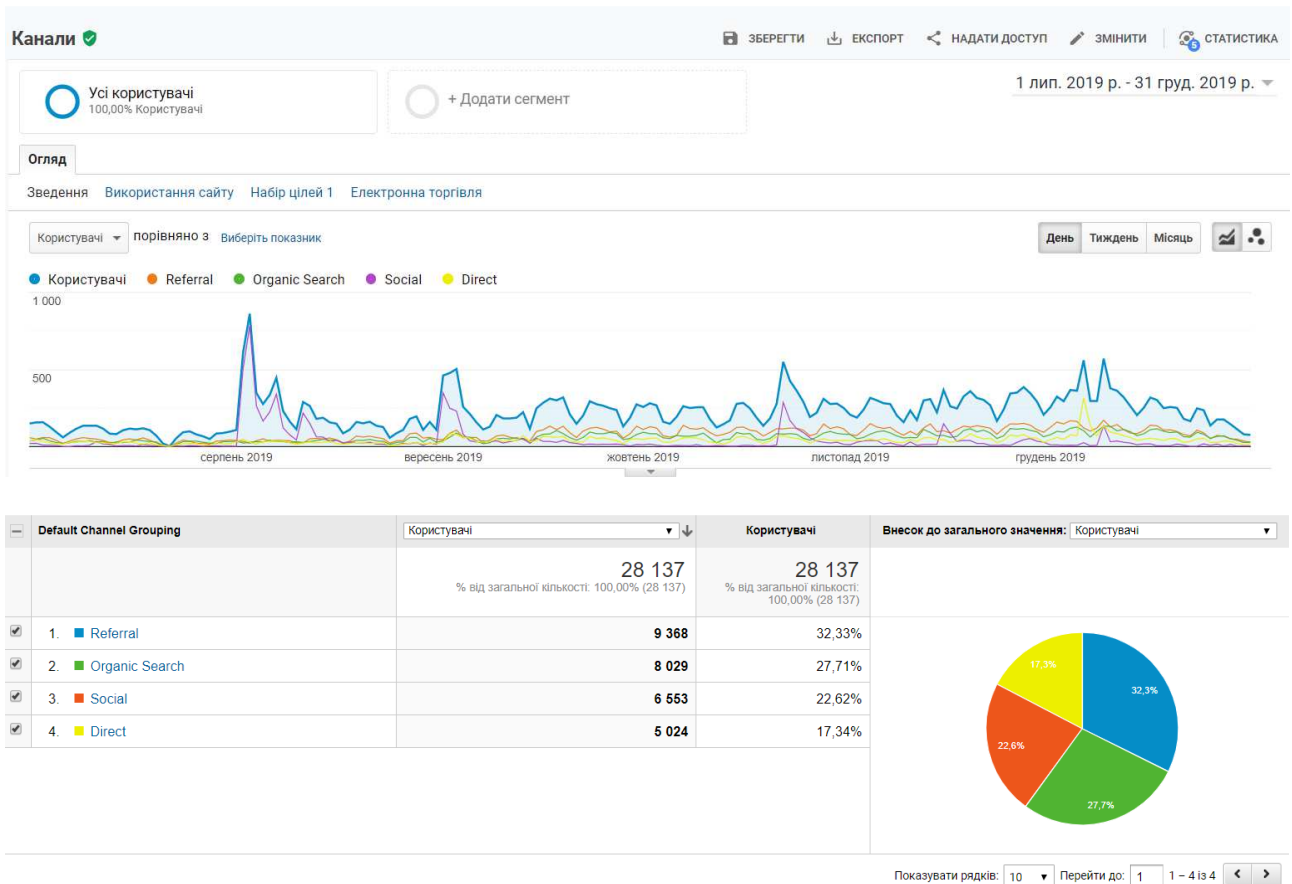 Канали
ЗБЕРЕГТИ ЕКСПОРТ НАДАТИ ДОСТУП ЗМІНИТИ 5 СТАТИСТИКА
Усі користувачі
100,00% Користувачі
+ Додати сегмент
1 лип. 2019 р. - 31 груд. 2019 р.
Огляд
Зведення Використання сайту Набір цілей 1 Електронна торгівля
Користувачі порівняно з Виберіть показник
День Тиждень Місяць
Користувачі Referral Organic Search Social Direct
1 000
500
серпень 2019 вересень 2019 жовтень 2019 листопад 2019 грудень 2019
Default Channel Grouping Користувачі Користувачі Внесок до загального значення: Користувачі
28 137 28 137
% від загальної кількості: 100,00% (28 137) % від загальної кількості:
100,00% (28 137)
1. Referral 9 368 32,33%
2. Organic Search 8 029 27,71%
3. Social 6 553 22,62%
4. Direct 5 024 17,34%
17,3%
32,3%
22,6%
27,7%
Показувати рядків: 10 Перейти до: 1 1 – 4 із 4